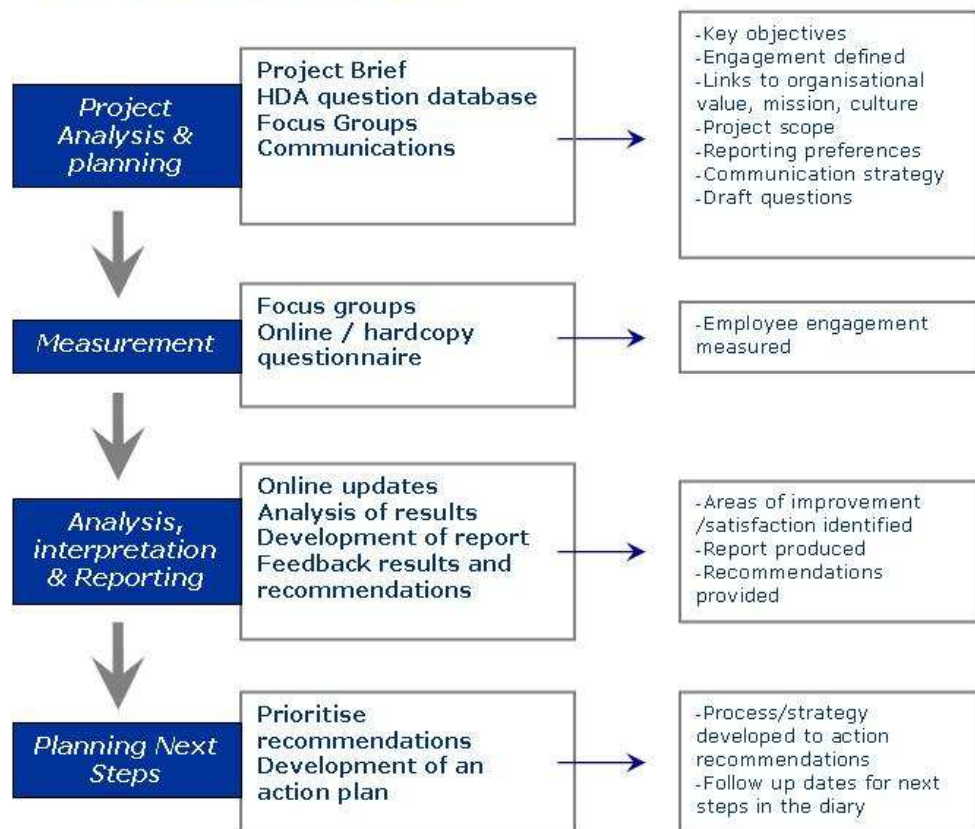 Project
Analysis &
planning
Project Brief
HDA question database
Focus Groups
Communications
-Key objectives
-Engagement defined
-Links to organisational
value, mission, culture
-Project scope
-Reporting preferences
-Communication strategy
-Draft questions
Measurement
Focus groups
Online / hardcopy
questionnaire
-Employee engagement
measured
Analysis,
interpretation
& Reporting
Online updates
Analysis of results
Development of report
Feedback results and
recommendations
-Areas of improvement
/satisfaction identified
-Report produced
-Recommendations
provided
Planning Next
Steps
Prioritise
recommendations
Development of an
action plan
-Process/strategy
developed to action
recommendations
-Follow up dates for next
steps in the diary